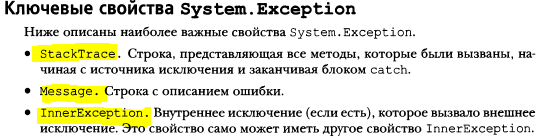 Ключевые свойства System.Exception
Ниже описаны наиболее важные свойства System.Exception.
• StackTrace. Строка, представляющая все методы, которые были вызваны, на-
чиная с источника исключения и заканчивая блоком catch.
• Message. Строка с описанием ошибки.
• InnerException. Внутреннее исключение (если есть), которое вызвало внешнее
исключение. Это свойство само может иметь другое свойство InnerException.